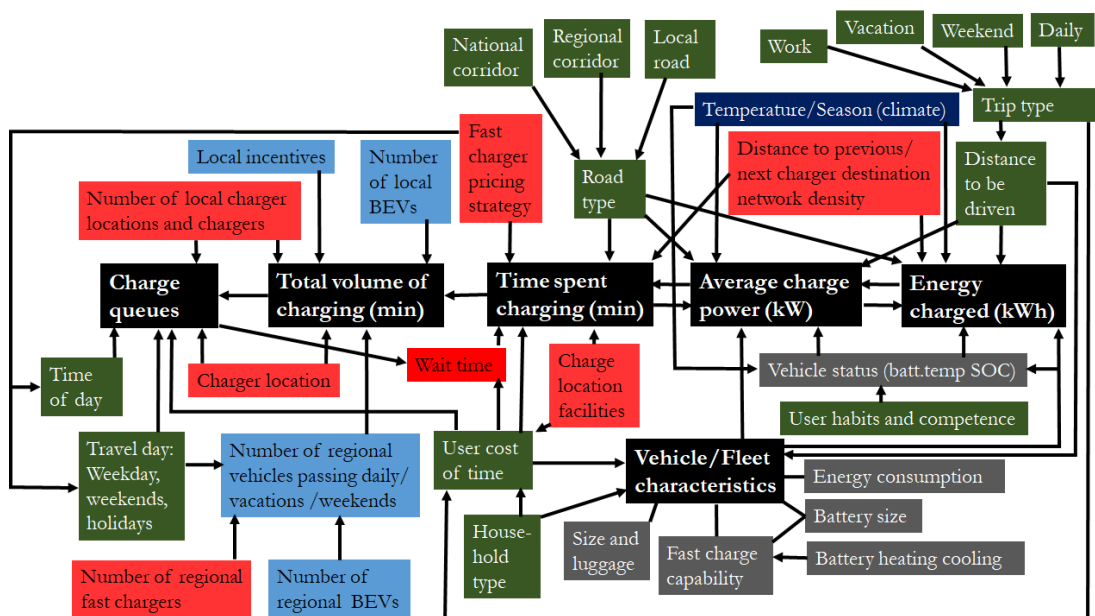 National
corridor
Regional
corridor
Local
road
Work
Vacation
Weekend
Daily
Trip type
Temperature/Season (climate)
Local incentives
Number
of local
BEVs
Fast
charger
pricing
strategy
Road
type
Distance to previous/
next charger destination
network density
Distance
to be
driven
Number of local charger
locations and chargers
Charge
queues
Total volume of
charging (min)
Time spent
charging (min)
Average charge
power (kW)
Energy
charged (kWh)
Time
of day
Charger location
Wait time
Charge
location
facilities
Vehicle status (batt.temp SOC)
User habits and competence
Travel day:
Weekday,
weekends,
holidays
Number of regional
vehicles passing daily/
vacations /weekends
User cost
of time
Vehicle/Fleet
characteristics
Energy consumption
Battery size
House-
hold
type
Size and
luggage
Fast charge
capability
Battery heating cooling
Number of regional
fast chargers
Number of
regional BEVs